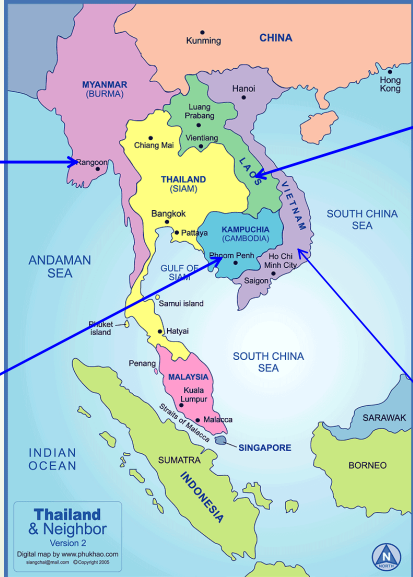 Kunming
CHINA
MYANMAR
(BURMA)
Hanoi
Hong
Kong
Luang
Prabang
Chiang Mai
Vientiang
Rangoon
LAOS
THAILAND
(SIAM)
VIETNAM
Bangkok
Pattaya
KAMPUCHIA
(CAMBODIA)
SOUTH CHINA
SEA
Phnom Penh
Ho Chi
Minh City
ANDAMAN
SEA
GULF OF
SIAM
Saigon
Samui island
Phuket
island
Hatyai
SOUTH CHINA
SEA
Penang
MALAYSIA
Kuala
Lumpur
Straits of Malacca
Malacca
SARAWAK
SINGAPORE
INDIAN
OCEAN
SUMATRA
INDONESIA
BORNEO
Thailand
& Neighbor
Version 2
Digital map by www.phukhao.com
siangchai@mail.com ©Copyright 2005
N
NORTH